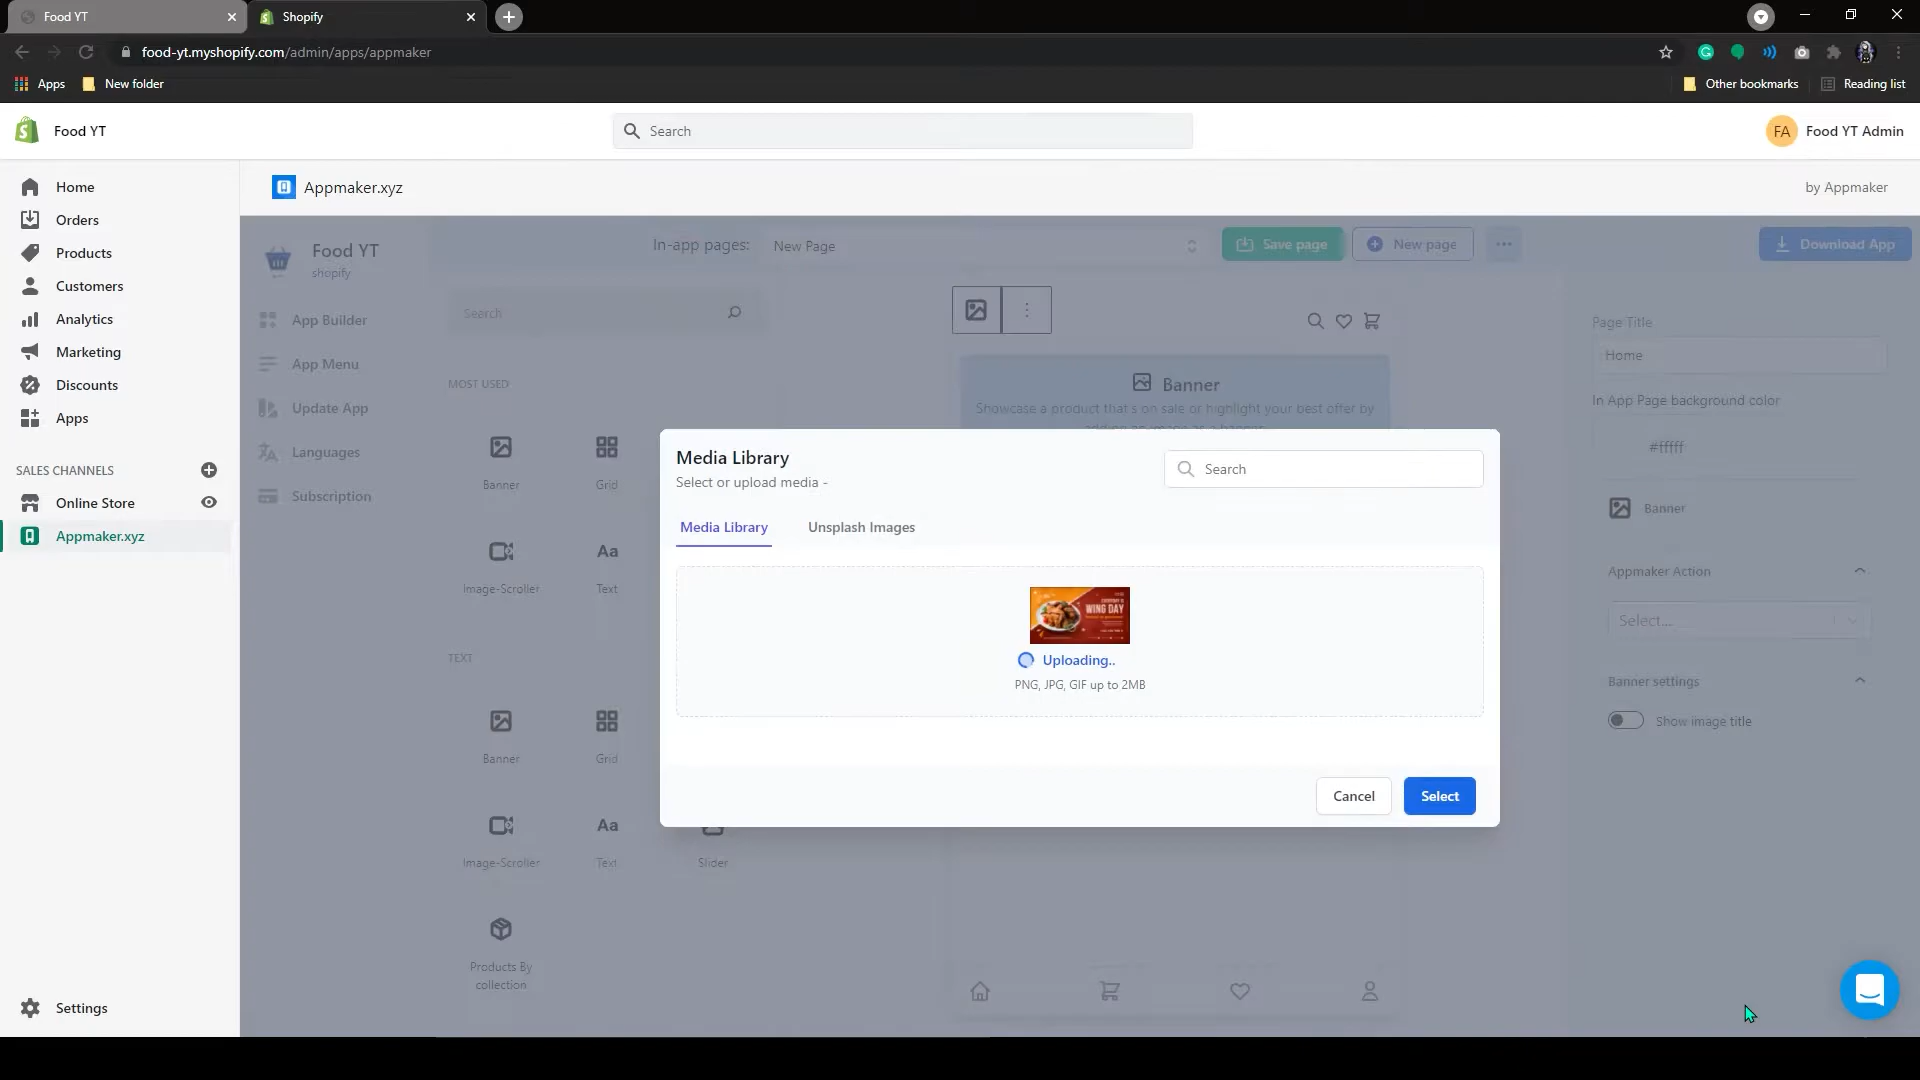 Food YT
Shopify
food-yt.myshopify.com/admin/apps/appmaker
Apps
New folder
Other bookmarks
Reading list
Food YT
Search
FA
Food YT Admin
Home
Orders
Products
Customers
Analytics
Marketing
Discounts
Apps
SALES CHANNELS
Online Store
Appmaker.xyz
Settings
Appmaker.xyz
by Appmaker
Food YT
shopify
In-app pages:
New Page
Save page
New page
Download App
App Builder
App Menu
Update App
Languages
Subscription
Search
MOST USED
Banner
Grid
Image-Scroller
Aa
Text
TEXT
Banner
Grid
Image-Scroller
Aa
Text
Slider
Products By
collection
Banner
Showcase a product that's on sale or highlight your best offer by
Media Library
Select or upload media -
Search
Media Library
Unsplash Images
WING DAY
Uploading..
PNG, JPG, GIF up to 2MB
Cancel
Select
Page Title
Home
In App Page background color
#ffffff
Banner
Appmaker Action
Select...
Banner settings
Show image title